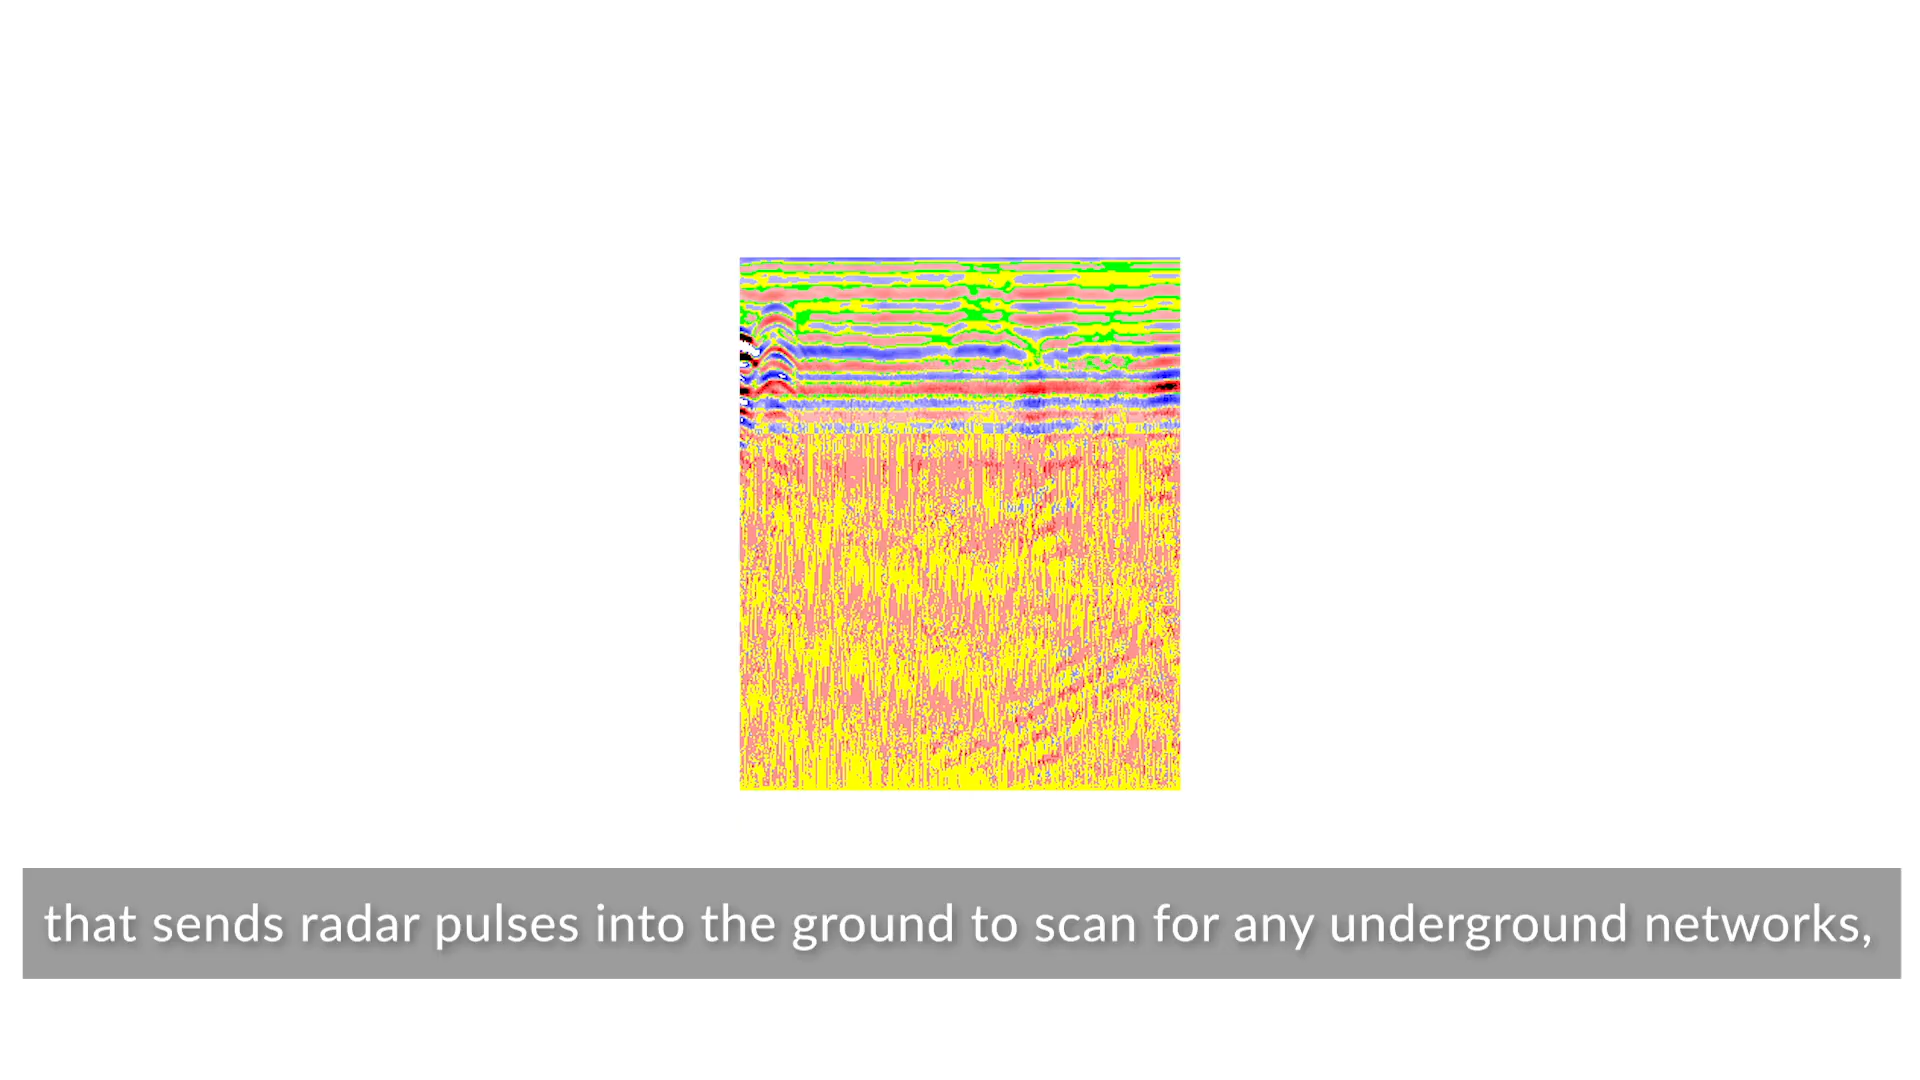 that sends radar pulses into the ground to scan for any underground networks,